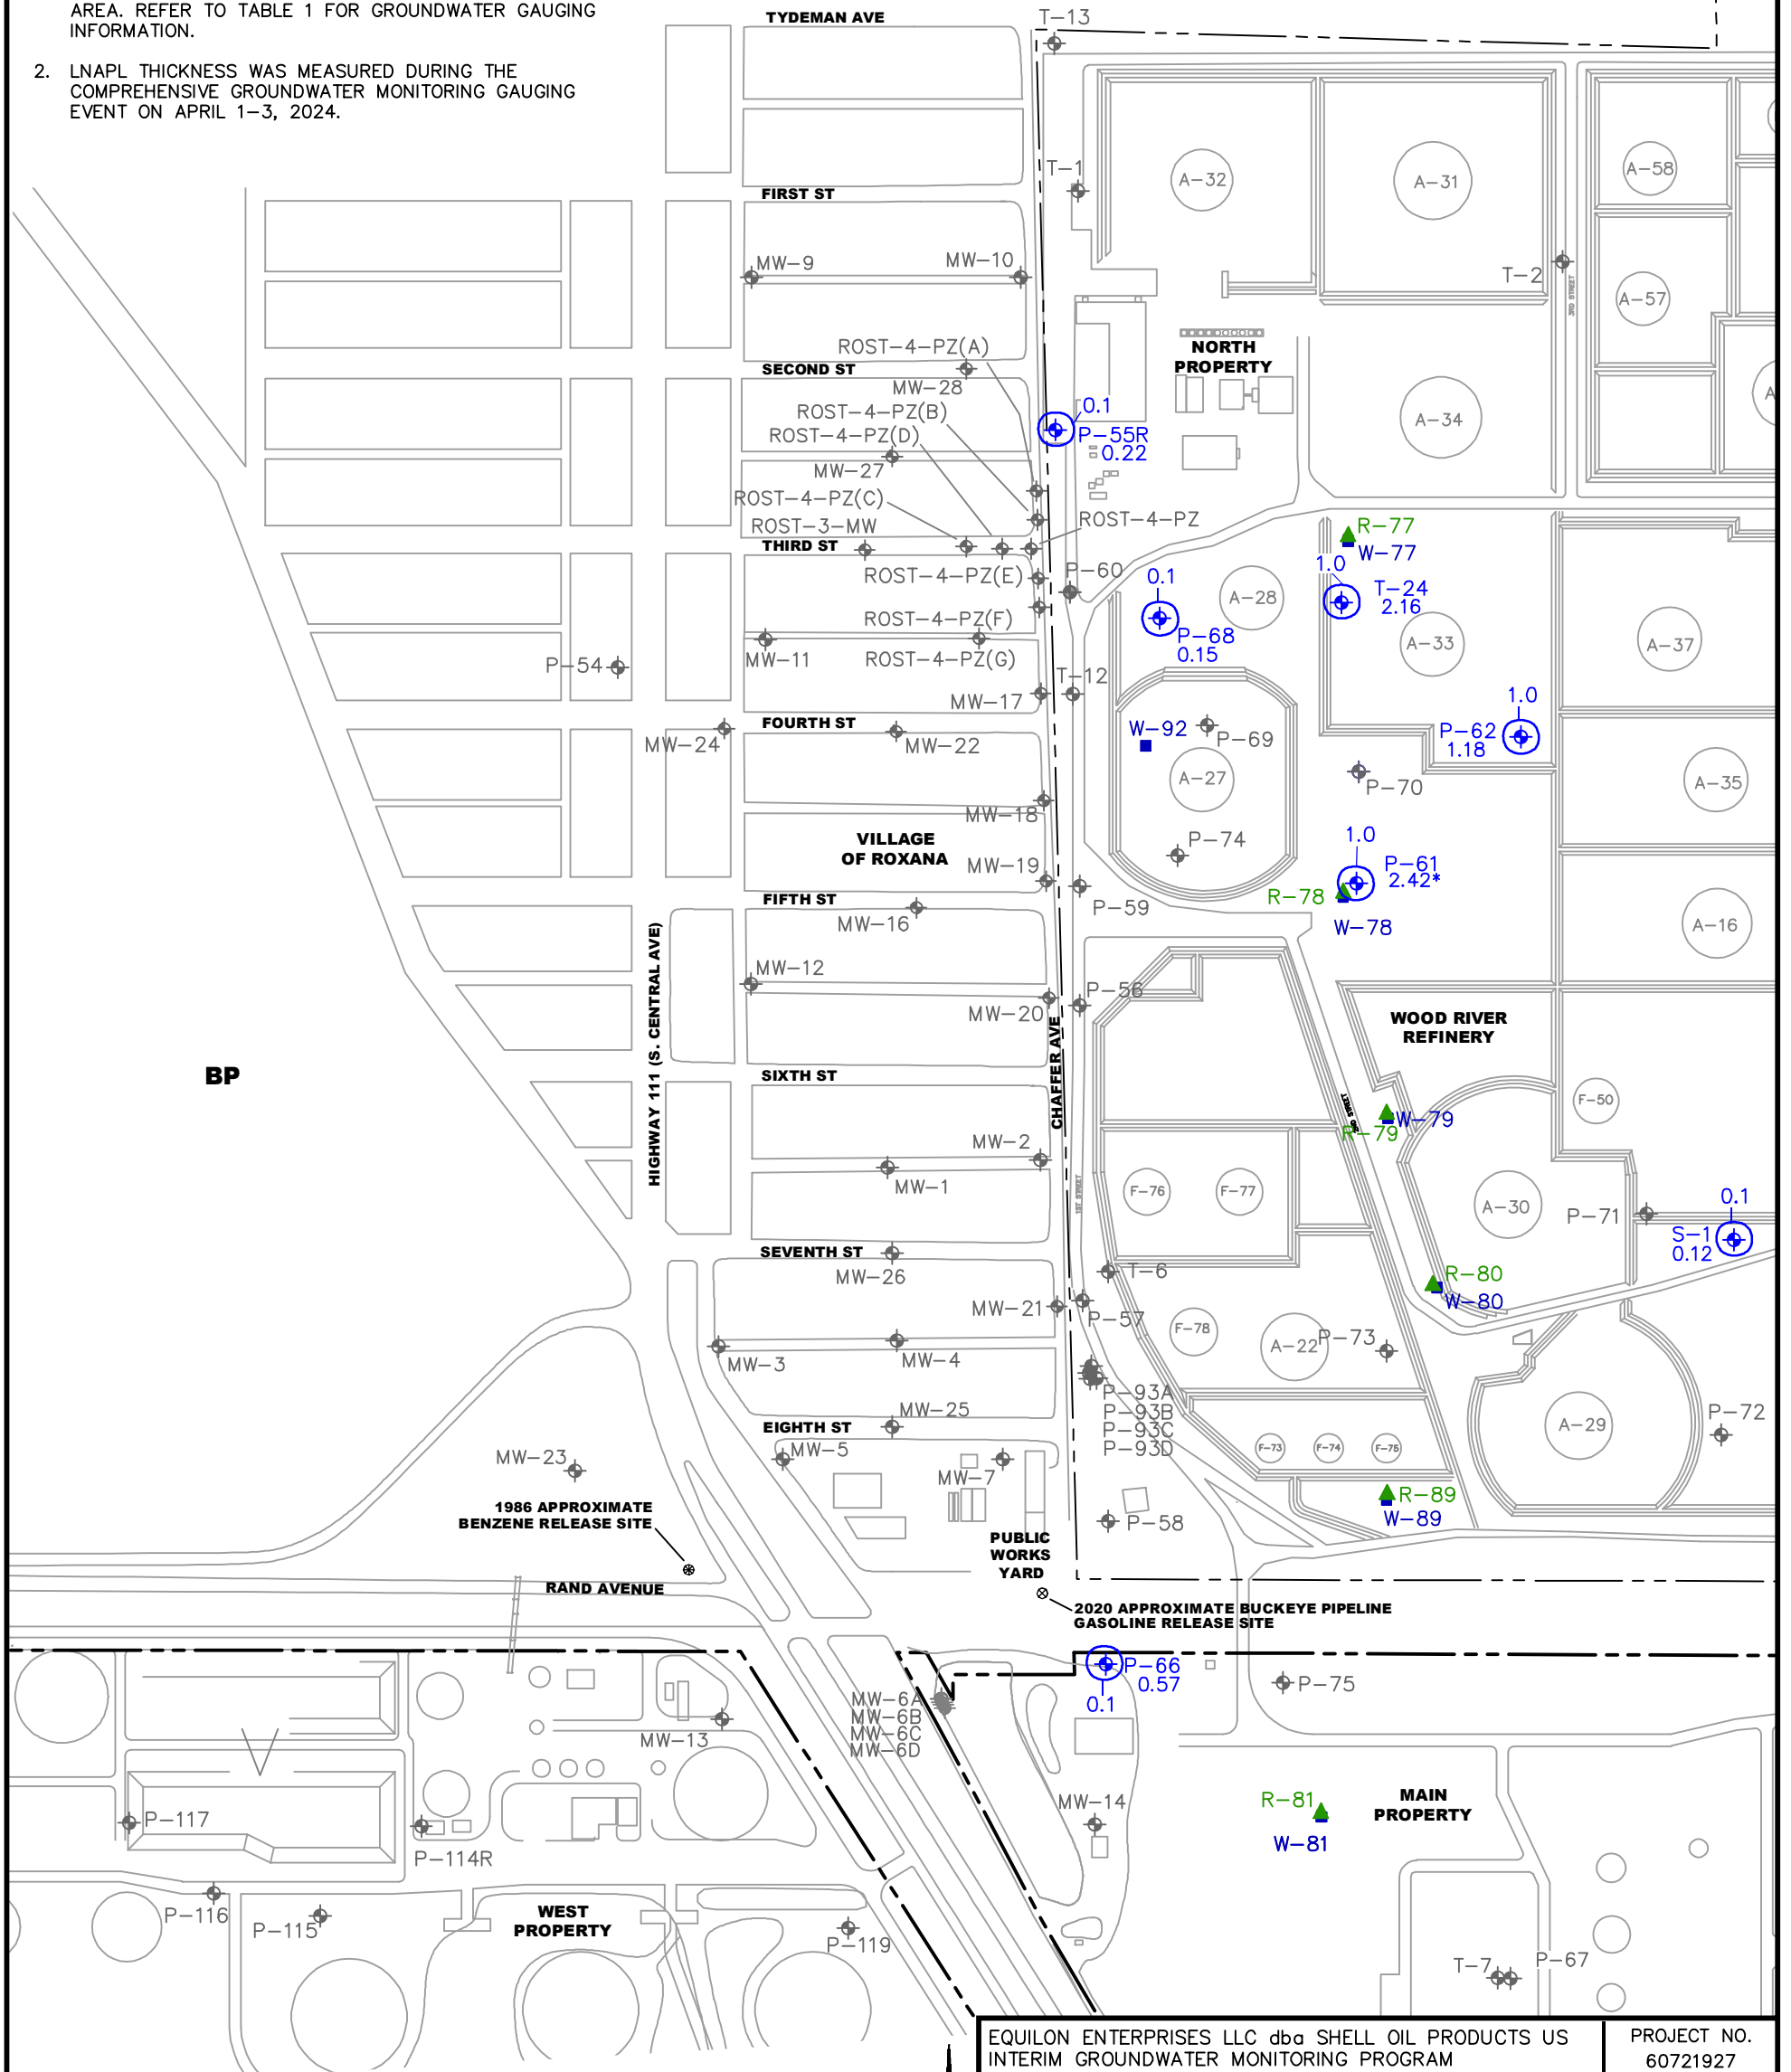 AREA. REFER TO TABLE 1 FOR GROUNDWATER GAUGING
INFORMATION.
2. LNAPL THICKNESS WAS MEASURED DURING THE
COMPREHENSIVE GROUNDWATER MONITORING GAUGING
EVENT ON APRIL 1-3, 2024.
TYDEMAN AVE
T-13
T-1
A-32
A-31
A-58
FIRST ST
MW-9
MW-10
T-2
3RD STREET
A-57
ROST-4-PZ(A)
NORTH
PROPERTY
SECOND ST
MW-28
ROST-4-PZ(B)
ROST-4-PZ(D)
0.1
P-55R
0.22
A-34
A
MW-27
ROST-4-PZ(C)
ROST-3-MW
ROST-4-PZ
R-77
W-77
THIRD ST
1.0
T-24
2.16
ROST-4-PZ(E)
P-60
0.1
A-28
P-68
0.15
A-33
A-37
ROST-4-PZ(F)
MW-11
ROST-4-PZ(G)
P-54
T-12
MW-17
1.0
P-62
1.18
FOURTH ST
MW-24
MW-22
W-92
P-69
A-27
P-70
A-35
MW-18
VILLAGE
OF ROXANA
P-74
1.0
P-61
2.42*
MW-19
R-78
W-78
FIFTH ST
MW-16
P-59
A-16
HIGHWAY 111 (S. CENTRAL AVE)
MW-12
MW-20
P-56
CHAFFER AVE
WOOD RIVER
REFINERY
BP
SIXTH ST
F-50
2ND STREET
W-79
R-79
MW-2
MW-1
1ST STREET
F-76
F-77
A-30
P-71
0.1
S-1
0.12
SEVENTH ST
MW-26
T-6
R-80
W-80
MW-21
P-57
F-78
A-22
P-73
MW-3
MW-4
P-93A
P-93B
P-93C
P-93D
MW-25
EIGHTH ST
A-29
P-72
MW-23
MW-5
MW-7
F-73
F-74
F-75
R-89
W-89
1986 APPROXIMATE
BENZENE RELEASE SITE
P-58
PUBLIC
WORKS
YARD
RAND AVENUE
2020 APPROXIMATE BUCKEYE PIPELINE
GASOLINE RELEASE SITE
P-66
0.57
0.1
P-75
MW-6A
MW-6B
MW-6C
MW-6D
MW-13
MW-14
R-81
W-81
MAIN
PROPERTY
P-117
P-114R
P-116
P-115
WEST
PROPERTY
P-119
T-7
P-67
EQUILON ENTERPRISES LLC dba SHELL OIL PRODUCTS US
INTERIM GROUNDWATER MONITORING PROGRAM
PROJECT NO.
60721927